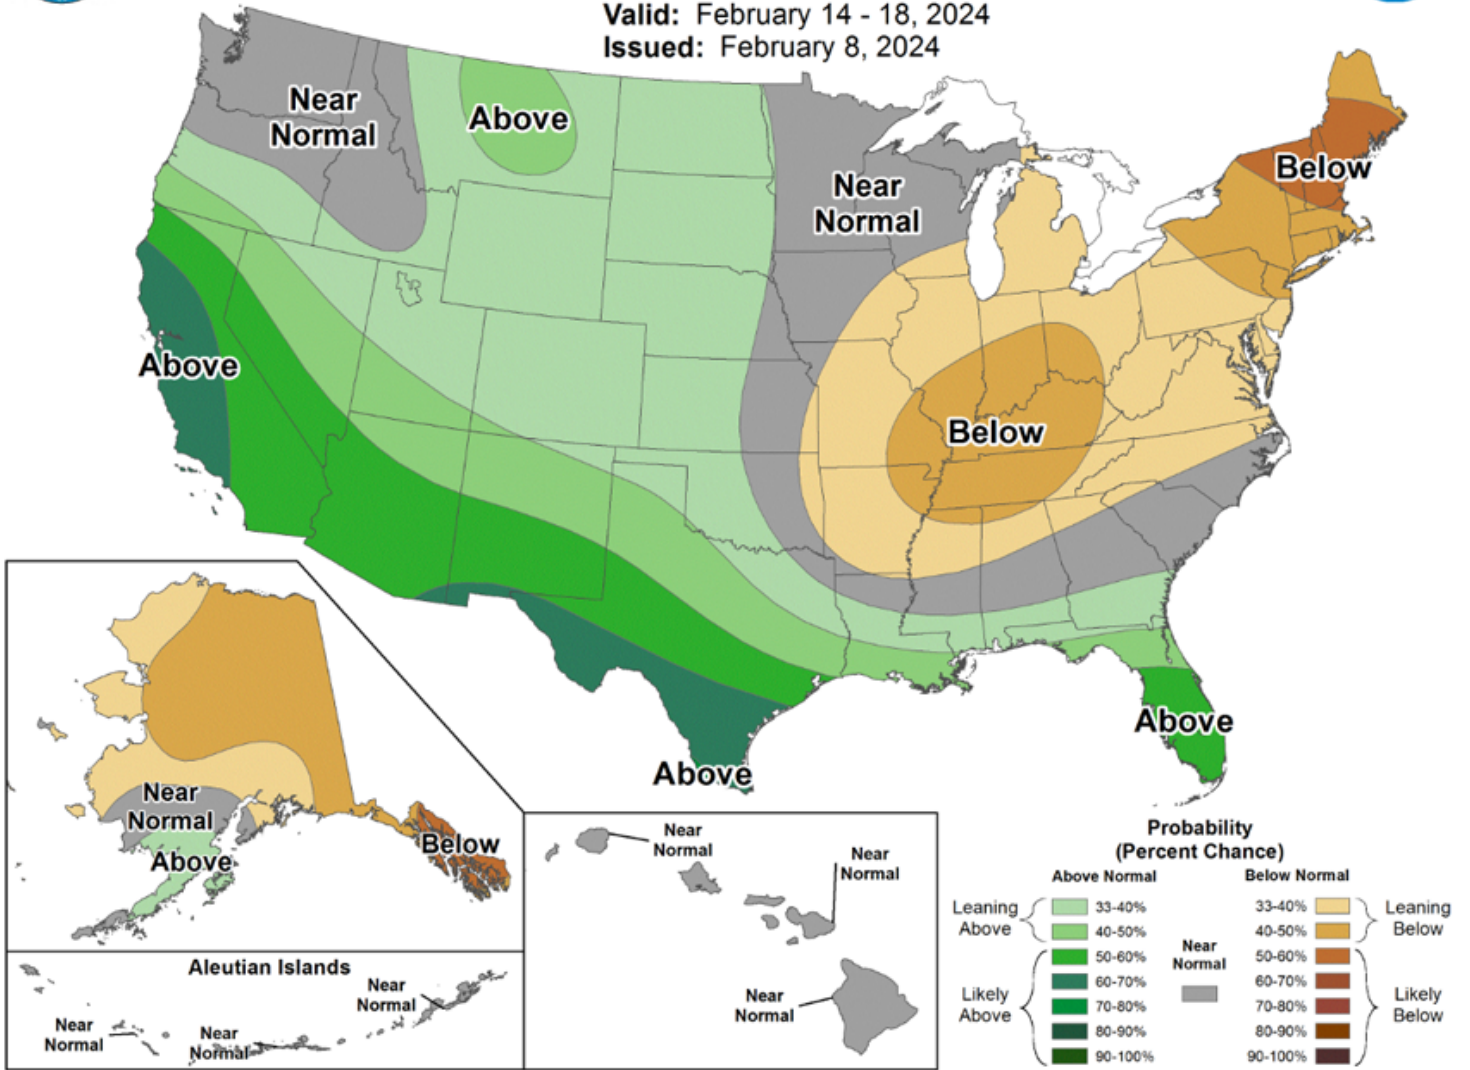 Valid: February 14 - 18, 2024
Issued: February 8, 2024
Near
Normal
Above
Near
Normal
Below
Above
Below
Above
Above
Near
Normal
Above
Below
Near
Normal
Near
Normal
Near
Normal
Aleutian Islands
Near
Normal
Near
Normal
Near
Normal
Probability
(Percent Chance)
Above Normal
Below Normal
Leaning
Above
33-40%
40-50%
50-60%
60-70%
70-80%
80-90%
90-100%
Likely
Above
Near
Normal
33-40%
40-50%
50-60%
60-70%
70-80%
80-90%
90-100%
Leaning
Below
Likely
Below